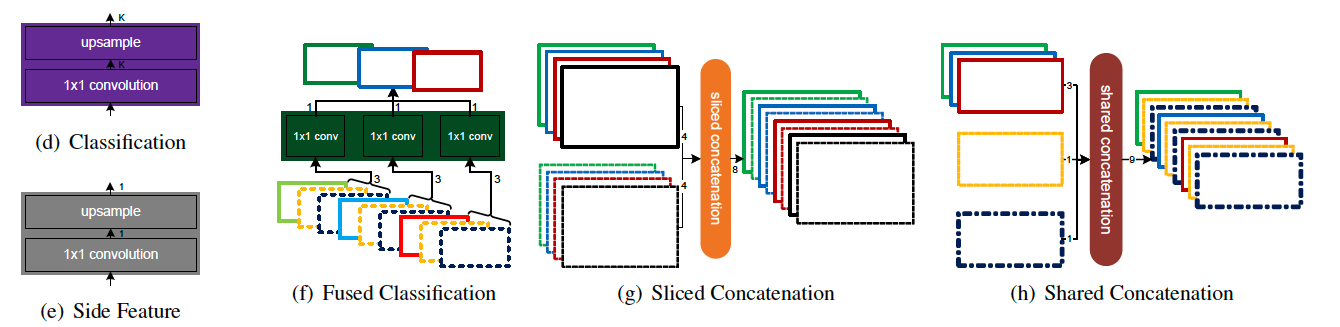 K
upsample
K
1x1 convolution
(d) Classification
1
upsample
1
1x1 convolution
(e) Side Feature
1 1 1
1x1 conv 1x1 conv 1x1 conv
3 3 3
(f) Fused Classification
4
4
sliced concatenation
8
(g) Sliced Concatenation
3
1
1
shared concatenation
9
(h) Shared Concatenation